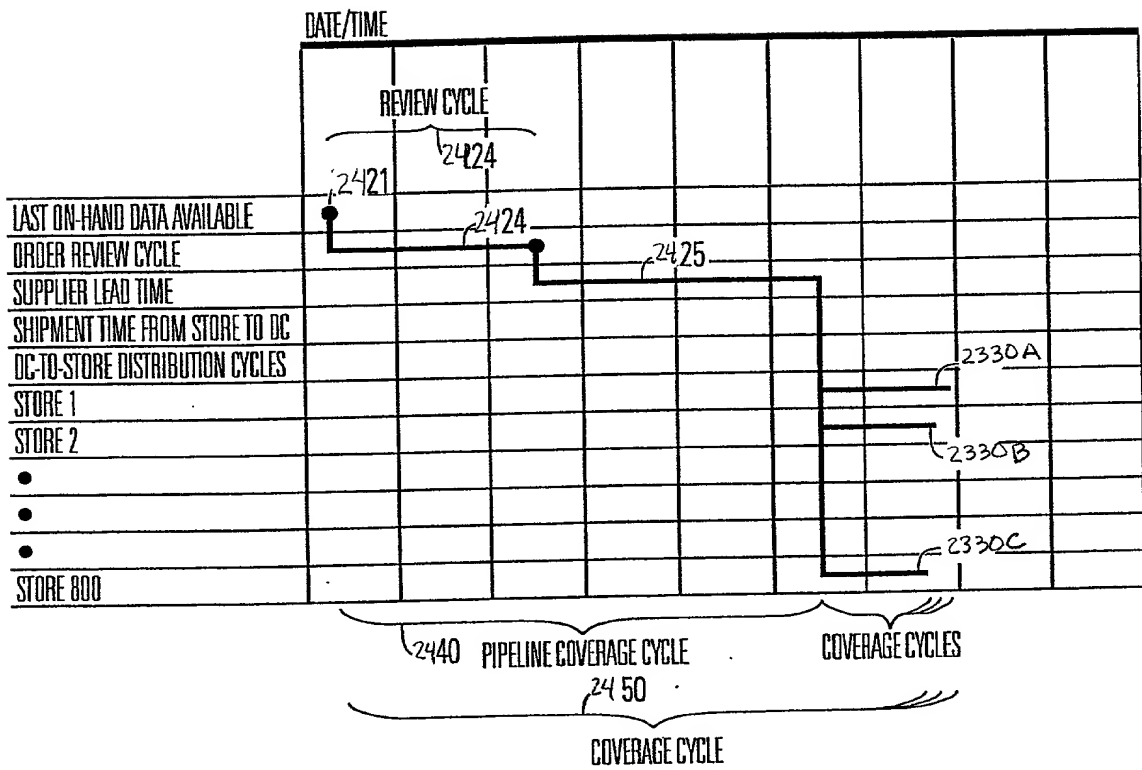 DATE/TIME
REVIEW CYCLE
2424
2421
LAST ON-HAND DATA AVAILABLE
2424
ORDER REVIEW CYCLE
2425
SUPPLIER LEAD TIME
SHIPMENT TIME FROM STORE TO DC
DC-TO-STORE DISTRIBUTION CYCLES
2330A
STORE 1
STORE 2
2330B
2330C
STORE 800
2440 PIPELINE COVERAGE CYCLE
COVERAGE CYCLES
2450
COVERAGE CYCLE